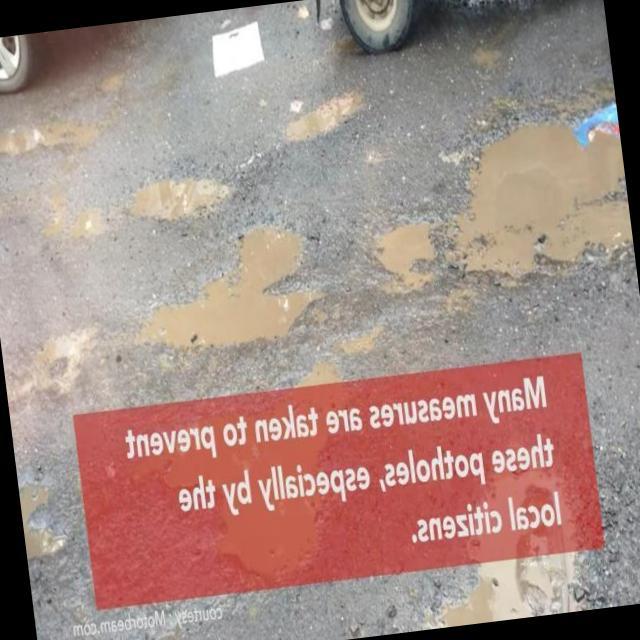 Many measures are taken to prevent
these potholes, especially by the
local citizens.
courtesy: Motorbeam.com